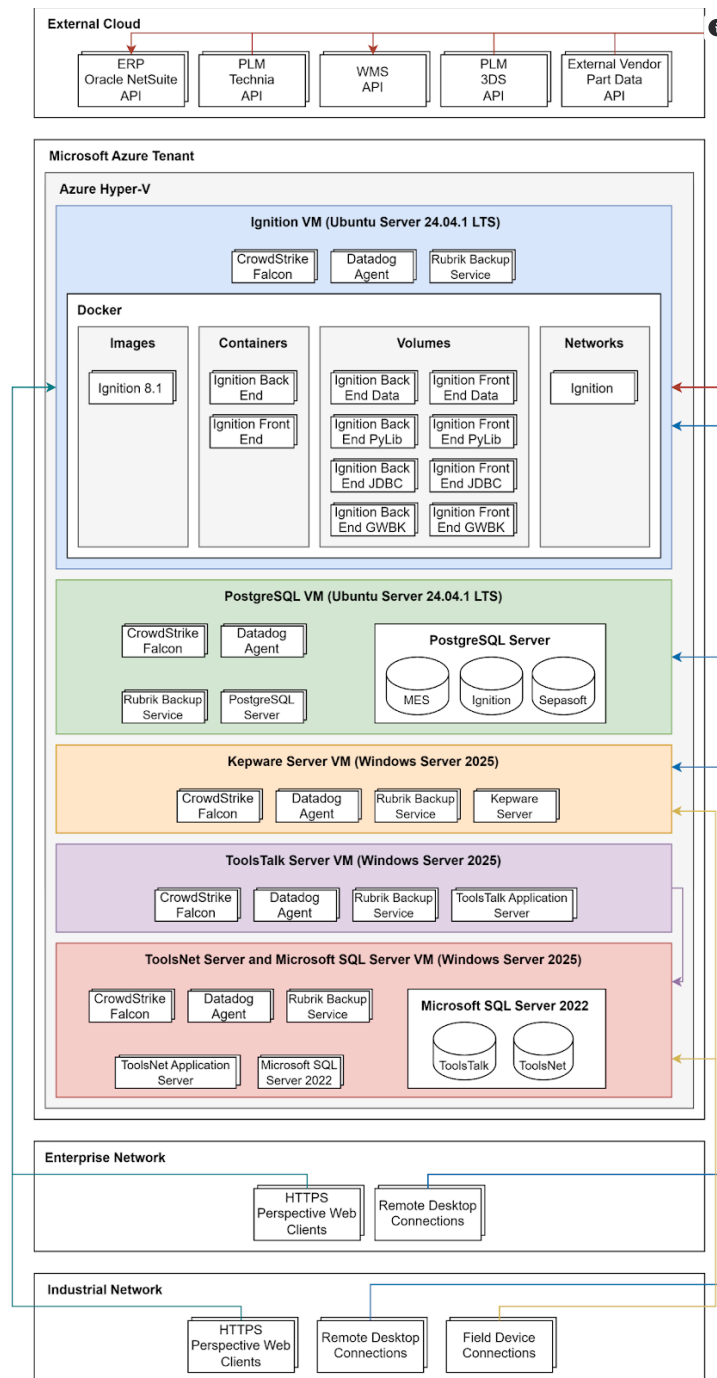 External Cloud
ERP
Oracle NetSuite
API
PLM
Technia
API
WMS
API
PLM
3DS
API
External Vendor
Part Data
API
Microsoft Azure Tenant
Azure Hyper-V
Ignition VM (Ubuntu Server 24.04.1 LTS)
CrowdStrike
Falcon
Datadog
Agent
Rubrik Backup
Service
Docker
Images
Ignition 8.1
Containers
Ignition Back
End
Ignition Front
End
Volumes
Ignition Back
End Data
Ignition Front
End Data
Ignition Back
End PyLib
Ignition Front
End PyLib
Ignition Back
End JDBC
Ignition Front
End JDBC
Ignition Back
End GWBK
Ignition Front
End GWBK
Networks
Ignition
PostgreSQL VM (Ubuntu Server 24.04.1 LTS)
CrowdStrike
Falcon
Datadog
Agent
Rubrik Backup
Service
PostgreSQL
Server
PostgreSQL Server
MES
Ignition
Sepasoft
Kepware Server VM (Windows Server 2025)
CrowdStrike
Falcon
Datadog
Agent
Rubrik Backup
Service
Kepware
Server
ToolsTalk Server VM (Windows Server 2025)
CrowdStrike
Falcon
Datadog
Agent
Rubrik Backup
Service
ToolsTalk Application
Server
ToolsNet Server and Microsoft SQL Server VM (Windows Server 2025)
CrowdStrike
Falcon
Datadog
Agent
Rubrik Backup
Service
ToolsNet Application
Server
Microsoft SQL
Server 2022
Microsoft SQL Server 2022
ToolsTalk
ToolsNet
Enterprise Network
HTTPS
Perspective Web
Clients
Remote Desktop
Connections
Industrial Network
HTTPS
Perspective Web
Clients
Remote Desktop
Connections
Field Device
Connections